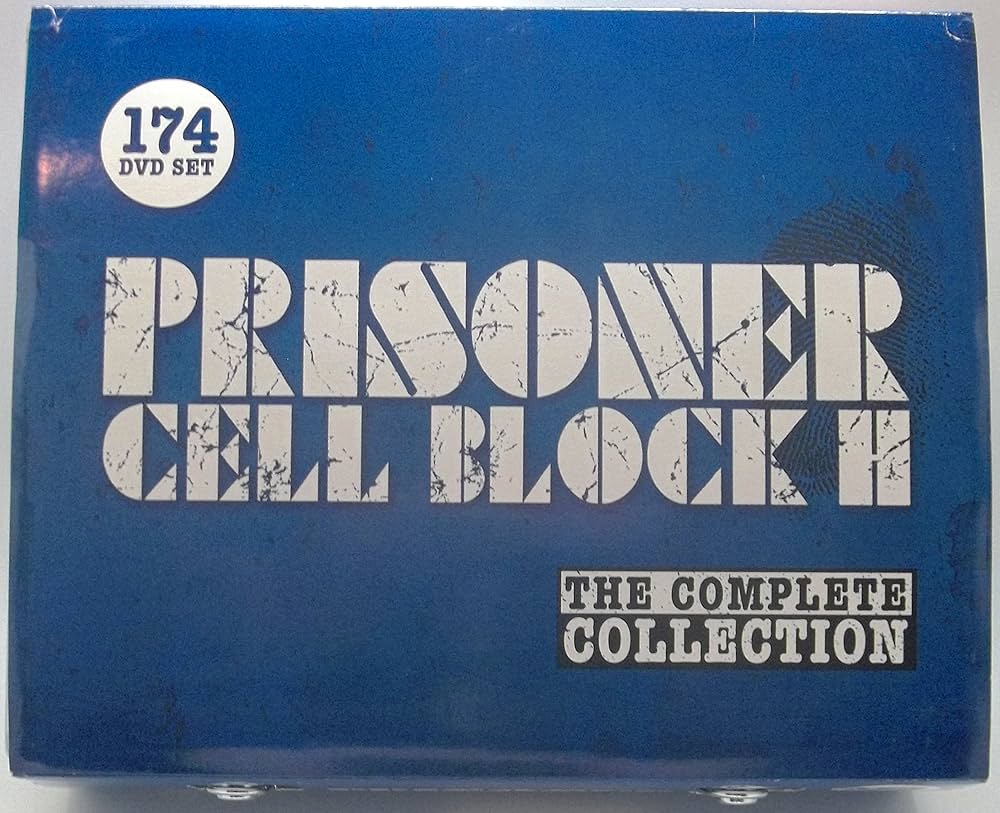 174
DVD SET
PRISONER
CELL BLOCK H
THE COMPLETE
COLLECTION